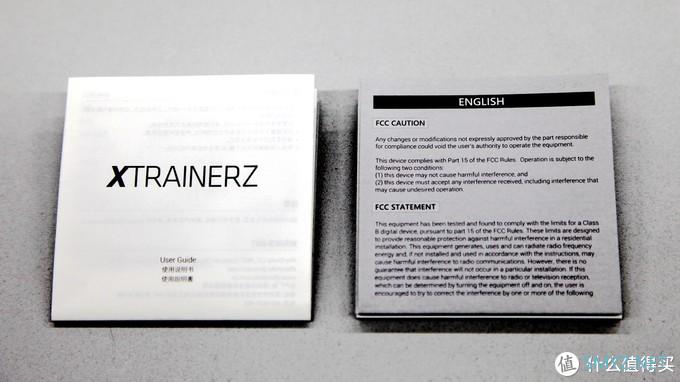 XTRAINERZ
User Guide
使用说明书
使用說明書
ENGLISH
FCC CAUTION
Any changes or modifications not expressly approved by the part responsible
for compliance could void the user's authority to operate the equipment.
This device complies with Part 15 of the FCC Rules. Operation is subject to the
following two conditions:
(1) this device may not cause harmful interference, and
(2) this device must accept any interference received, including interference that
may cause undesired operation.
FCC STATEMENT
This equipment has been tested and found to comply with the limits for a Class
B digital device, pursuant to part 15 of the FCC Rules. These limits are designed
to provide reasonable protection against harmful interference in a residential
installation. This equipment generates, uses and can radiate radio frequency
energy and, if not installed and used in accordance with the instructions, may
cause harmful interference to radio communications. However, there is no
guarantee that interference will not occur in a particular installation. If this
equipment does cause harmful interference to radio or television reception,
which can be determined by turning the equipment off and on, the user is
encouraged to try to correct the interference by one or more of the following
值 什么值得买